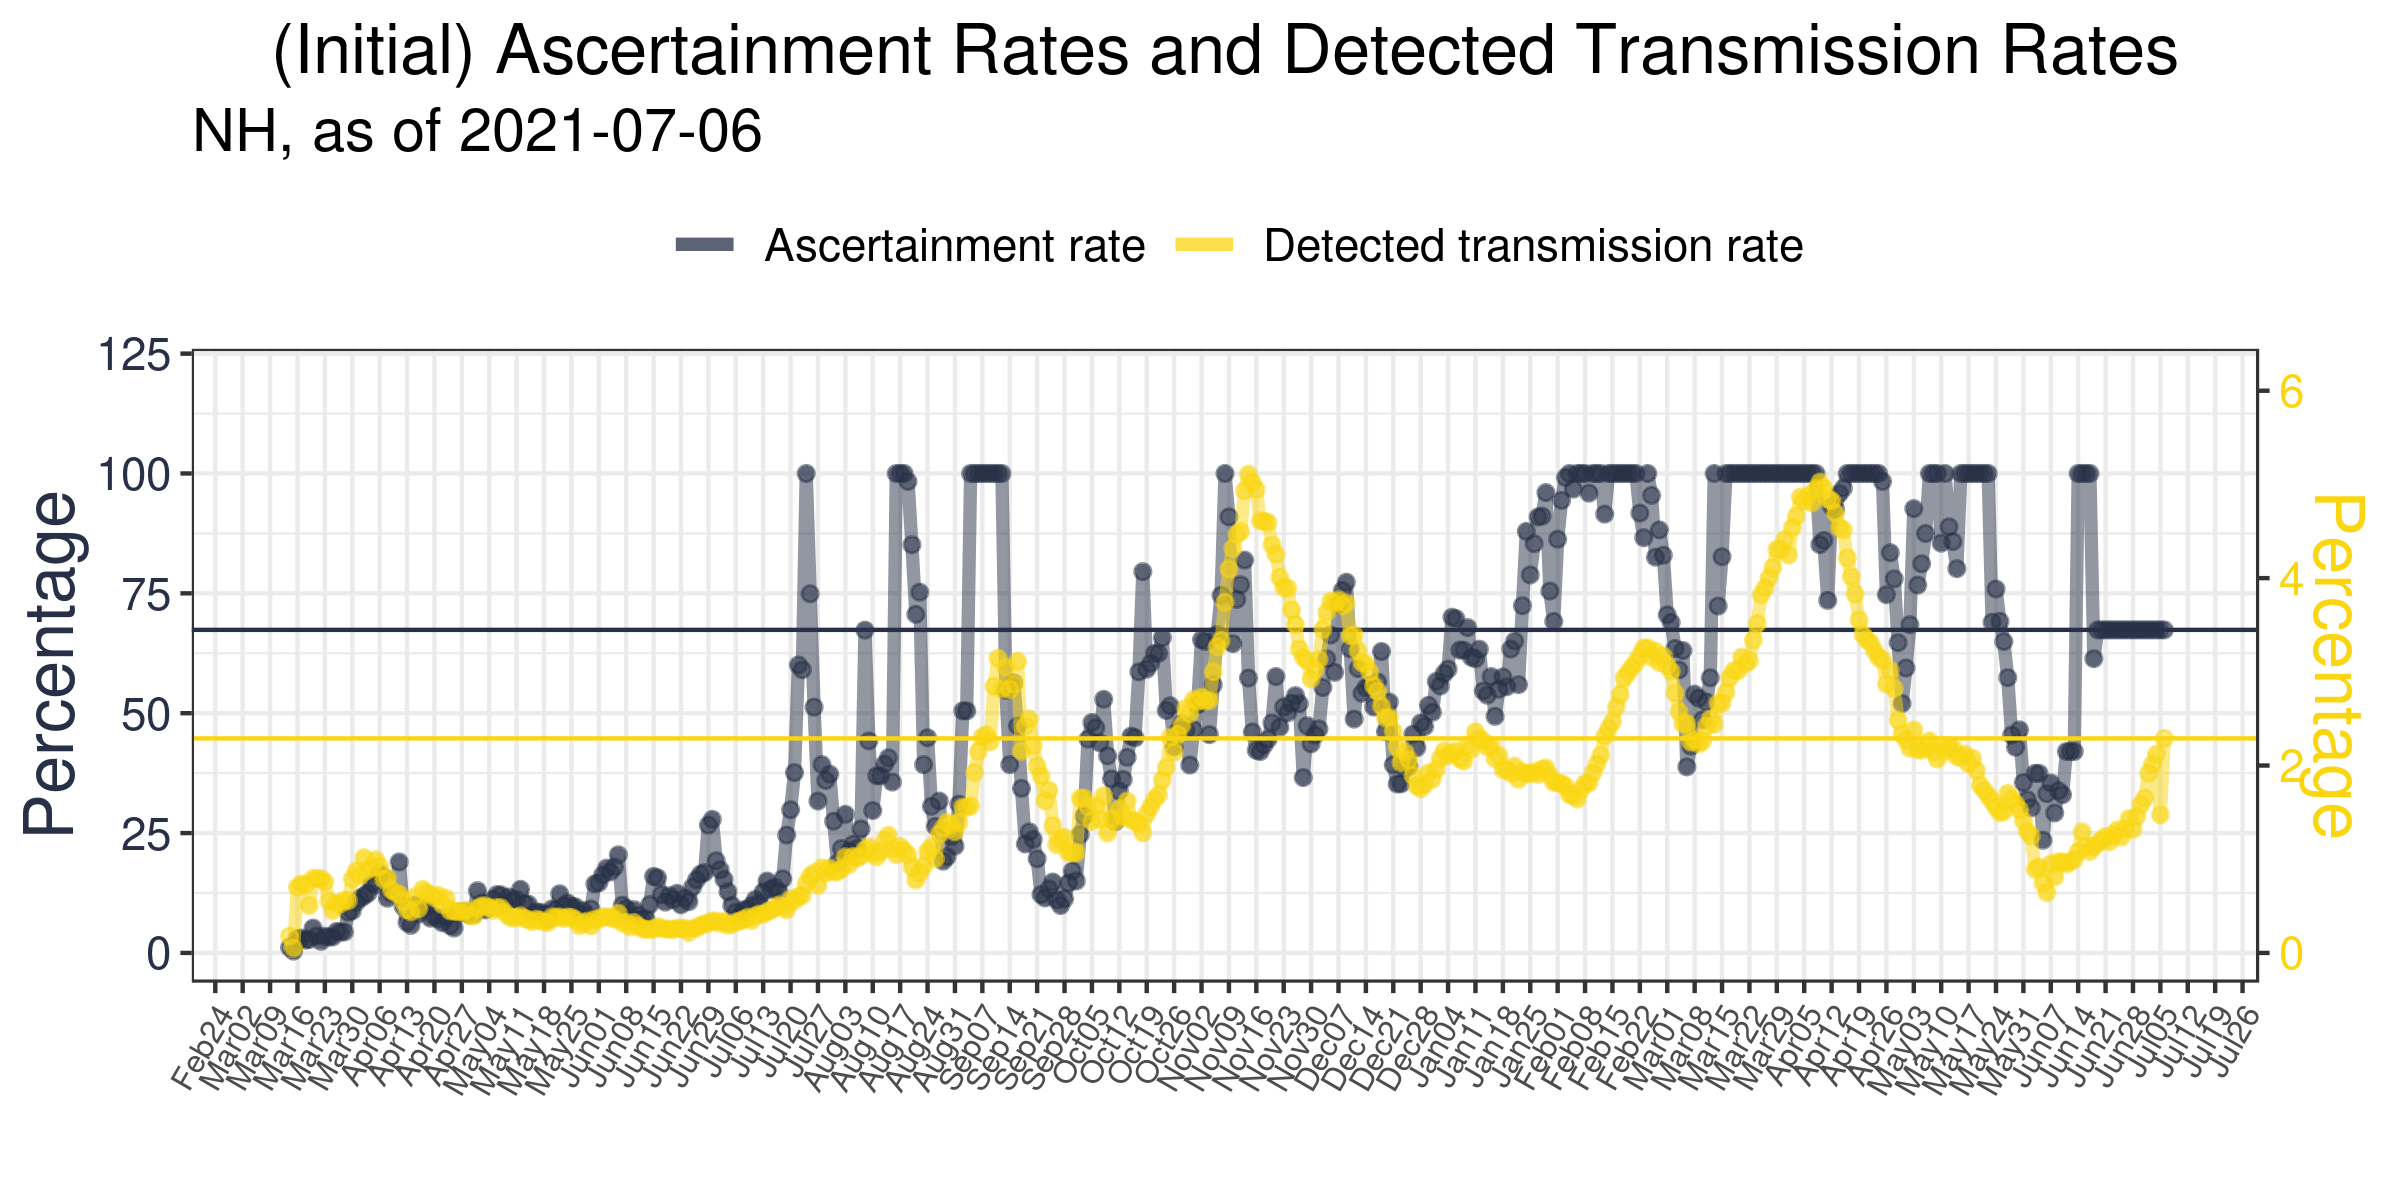 (Initial) Ascertainment Rates and Detected Transmission Rates
NH, as of 2021-07-06
Ascertainment rate
Detected transmission rate
Percentage
125
100
75
50
25
0
6
4
2
0
Percentage
Feb24
Mar02
Mar09
Mar16
Mar23
Mar30
Apr06
Apr13
Apr20
Apr27
May04
May11
May18
May25
Jun01
Jun08
Jun15
Jun22
Jun29
Jul06
Jul13
Jul20
Jul27
Aug03
Aug10
Aug17
Aug24
Aug31
Sep07
Sep14
Sep21
Sep28
Oct05
Oct12
Oct19
Oct26
Nov02
Nov09
Nov16
Nov23
Nov30
Dec07
Dec14
Dec21
Dec28
Jan04
Jan11
Jan18
Jan25
Feb01
Feb08
Feb15
Feb22
Mar01
Mar08
Mar15
Mar22
Mar29
Apr05
Apr12
Apr19
Apr26
May03
May10
May17
May24
May31
Jun07
Jun14
Jun21
Jun28
Jul05
Jul12
Jul19
Jul26